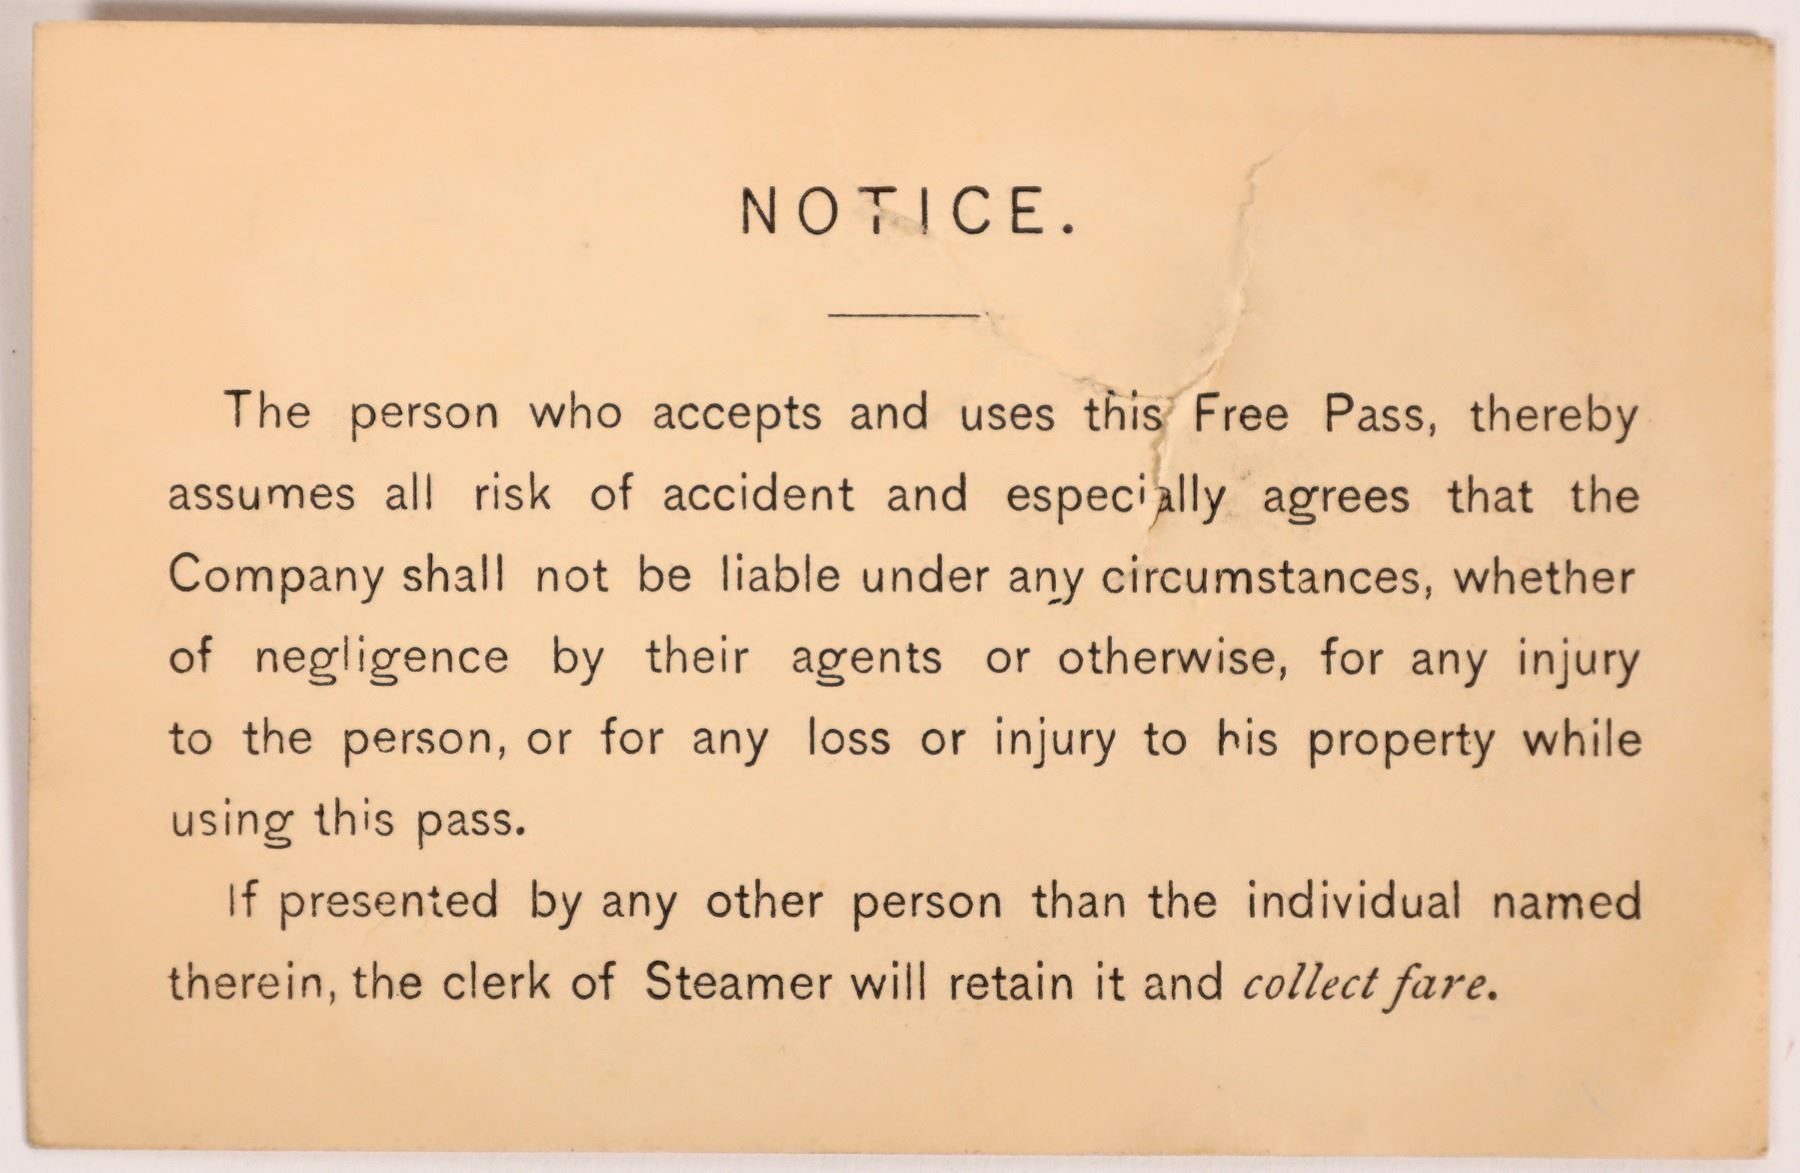 NOTICE.
The person who accepts and uses this Free Pass, thereby
assumes all risk of accident and especially agrees that the
Company shall not be liable under any circumstances, whether
of negligence by their agents or otherwise, for any injury
to the person, or for any loss or injury to his property while
using this pass.
If presented by any other person than the individual named
therein, the clerk of Steamer will retain it and collect fare.